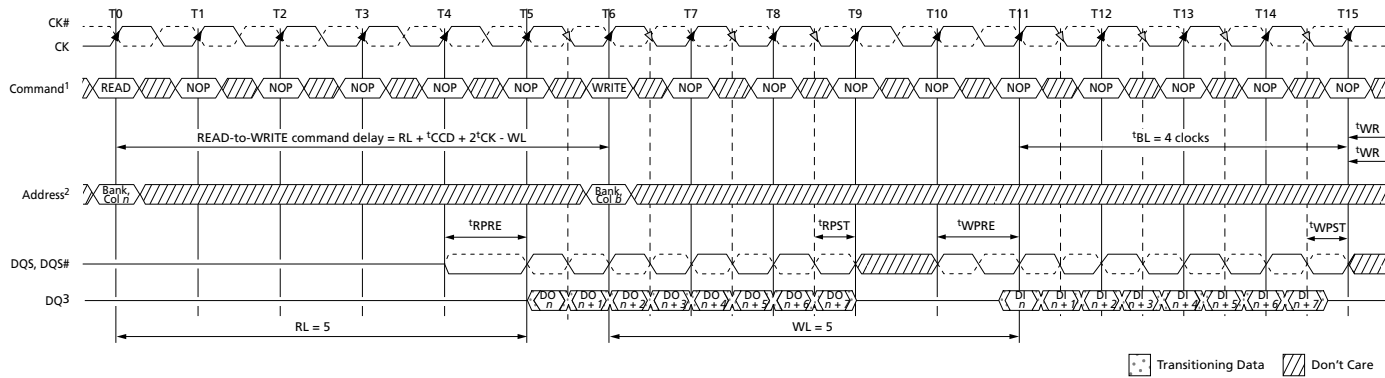 T0 T1 T2 T3 T4 T5 T6 T7 T8 T9 T10 T11 T12 T13 T14 T15
CK#
CK
Command1 READ NOP NOP NOP NOP NOP WRITE NOP NOP NOP NOP NOP NOP NOP NOP NOP
READ-to-WRITE command delay = RL + tCCD + 2tCK - WL tBL = 4 clocks tWR
tWR
Address2 Bank, Col n Bank, Col b
tRPRE tRPST tWPRE tWPST
DQS, DQS#
DQ3 DO n DO n + 1 DO n + 2 DO n + 3 DO n + 4 DO n + 5 DO n + 6 DO n + 7 DI n DI n + 1 DI n + 2 DI n + 3 DI n + 4 DI n + 5 DI n + 6 DI n + 7
RL = 5 WL = 5
Transitioning Data Don't Care